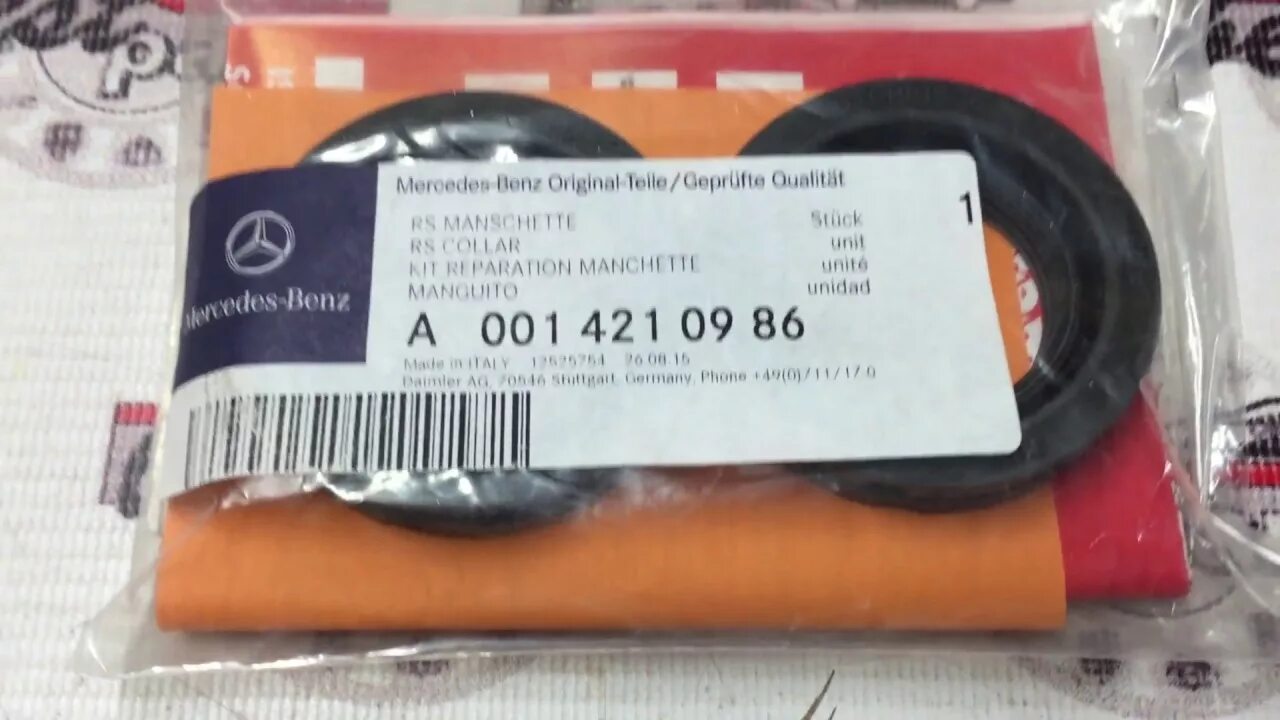 Mercedes-Benz Original-Teile/Geprüfte Qualität
1
RS MANSCHETTE Stück
RS COLLAR unit
KIT REPARATION MANCHETTE unité
MANGUITO unidad
Mercedes-Benz
A 001 421 09 86
Made in ITALY 12525754 26.08.15
Daimler AG, 70546 Stuttgart, Germany, Phone +49(0)711/17-0